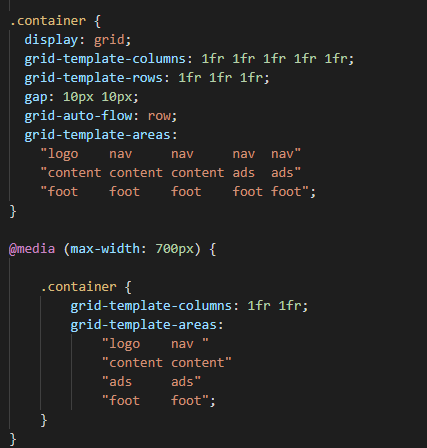 .container {
  display: grid;
  grid-template-columns: 1fr 1fr 1fr 1fr 1fr;
  grid-template-rows: 1fr 1fr 1fr;
  gap: 10px 10px;
  grid-auto-flow: row;
  grid-template-areas:
    "logo    nav     nav     nav  nav"
    "content content content ads  ads"
    "foot    foot    foot    foot foot";
}
@media (max-width: 700px) {
    .container {
        grid-template-columns: 1fr 1fr;
        grid-template-areas:
            "logo    nav "
            "content content"
            "ads     ads"
            "foot    foot";
    }
}